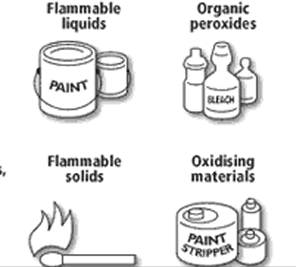 Flammable
liquids
PAINT
Organic
peroxides
BLEACH
Flammable
solids
Oxidising
materials
PAINT
STRIPPER